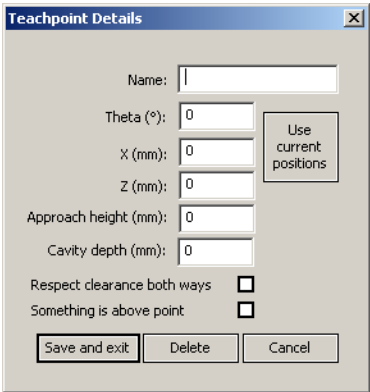 Teachpoint Details
Name:
Theta (°): 0
X (mm): 0
Z (mm): 0
Use
current
positions
Approach height (mm): 0
Cavity depth (mm): 0
Respect clearance both ways
Something is above point
Save and exit Delete Cancel